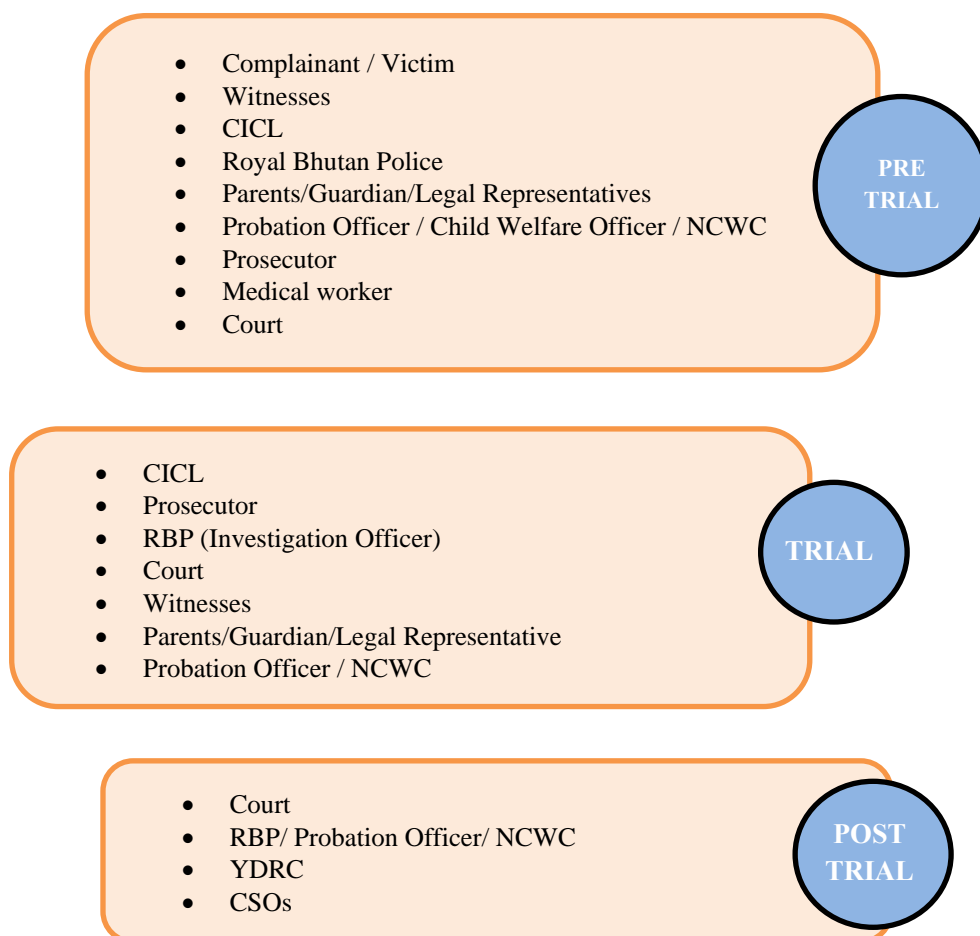 • Complainant / Victim
• Witnesses
• CICL
• Royal Bhutan Police
• Parents/Guardian/Legal Representatives
• Probation Officer / Child Welfare Officer / NCWC
• Prosecutor
• Medical worker
• Court
PRE
TRIAL
• CICL
• Prosecutor
• RBP (Investigation Officer)
• Court
• Witnesses
• Parents/Guardian/Legal Representative
• Probation Officer / NCWC
TRIAL
• Court
• RBP/ Probation Officer/ NCWC
• YDRC
• CSOs
POST
TRIAL